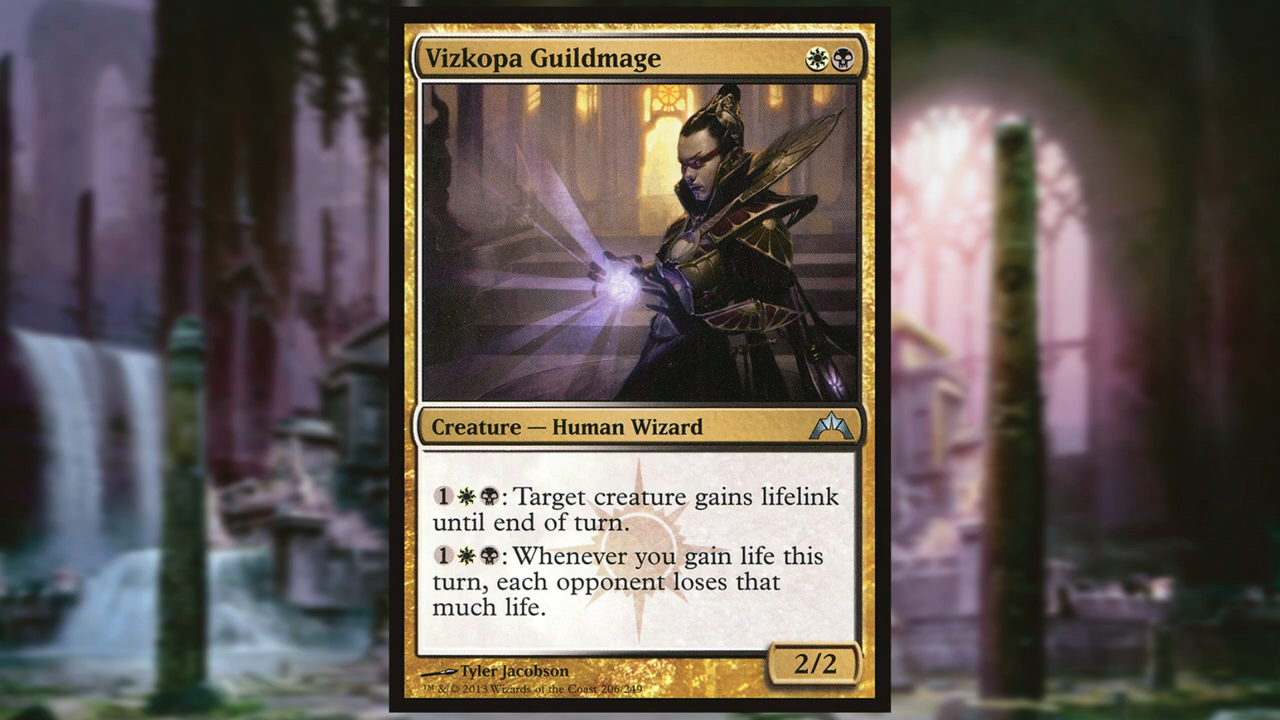 Vizkopa Guildmage
Creature — Human Wizard
1: Target creature gains lifelink
until end of turn.
1: Whenever you gain life this
turn, each opponent loses that
much life.
2/2
Tyler Jacobson
™ & © 2013 Wizards of the Coast 206/249